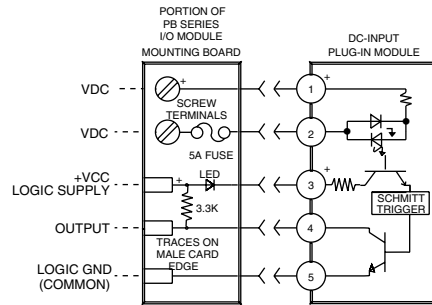 PORTION OF
PB SERIES
I/O MODULE
MOUNTING BOARD
DC-INPUT
PLUG-IN MODULE
VDC
+
1
+
SCREW
TERMINALS
VDC
2
5A FUSE
+VCC
LOGIC SUPPLY
+
LED
3
+
3.3K
SCHMITT
TRIGGER
OUTPUT
4
TRACES ON
MALE CARD
EDGE
LOGIC GND
(COMMON)
5